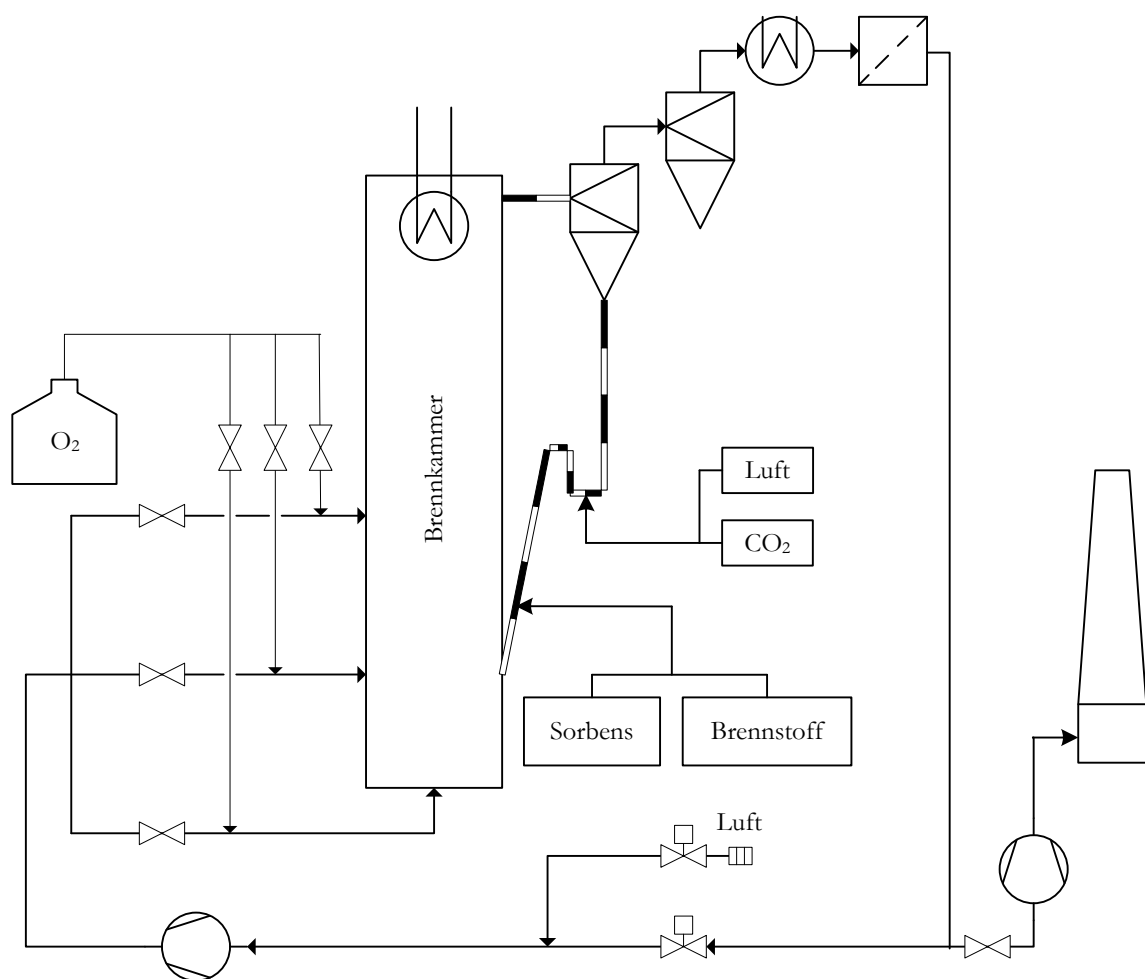 O₂
Brennkammer
Luft
CO₂
Sorbens
Brennstoff
Luft